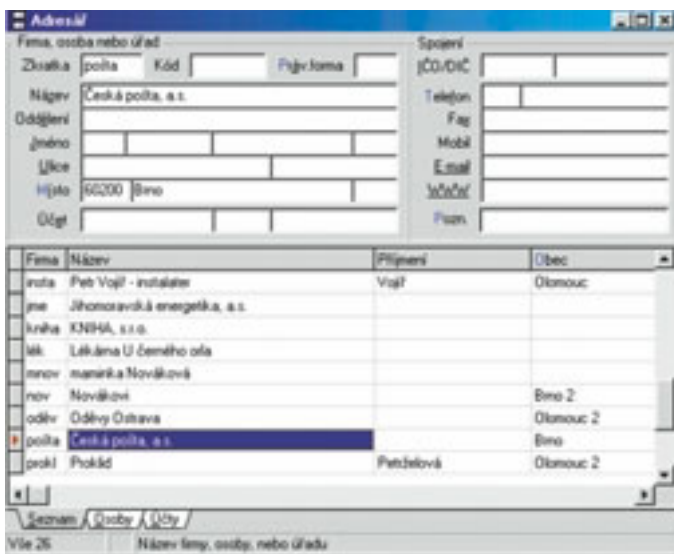 Adresář
Firma, osoba nebo úřad
Spojení
Zkratka pošta Kód Práv.forma
IČO/DIČ
Název Česká pošta, a.s.
Telefon
Oddělení
Fax
Jméno
Mobil
Ulice
E-mail
Místo 60200 Brno
WWW
Účet
Pozn.
Firma Název Příjmení Obec
insta Petr Vojíř - instalater Vojíř Olomouc
jme Jihomoravská energetika, a.s.
kniha KNIHA, s.r.o.
lék Lékárna U černého orla
mnov maminka Nováková
nov Novákovi Brno 2
oděv Oděvy Ostrava Olomouc 2
pošta Česká pošta, a.s. Brno
prokl Prokléd Petrželová Olomouc 2
Seznam Osoby Účty
Vše 26 Název firmy, osoby, nebo úřadu